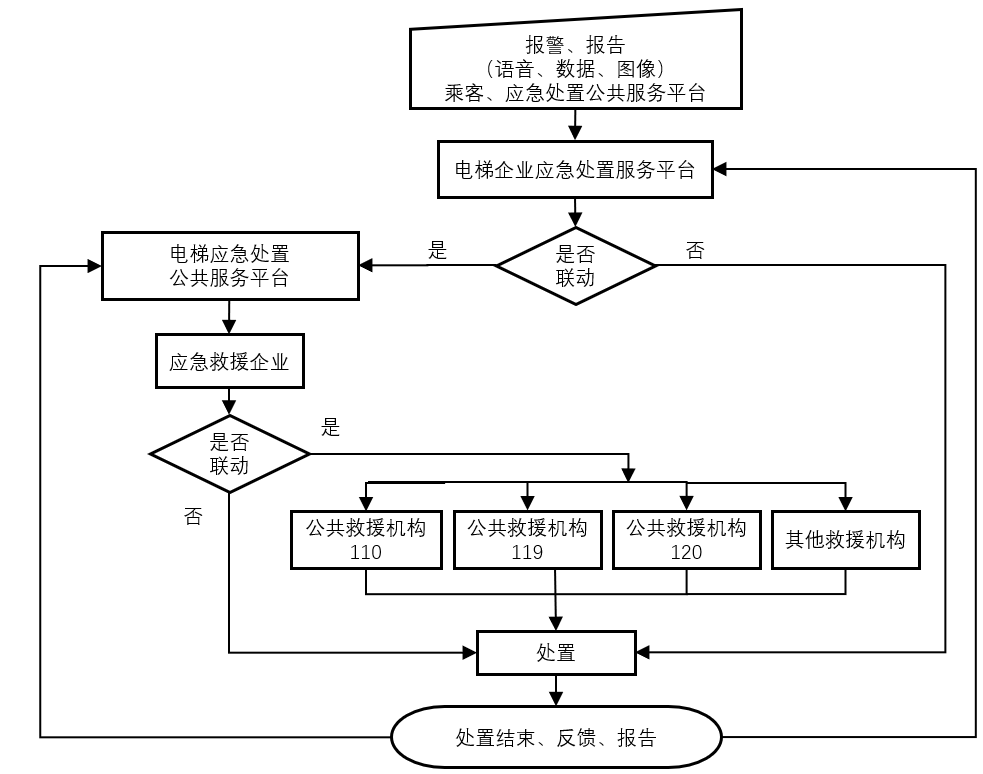 报警、报告
（语音、数据、图像）
乘客、应急处置公共服务平台
电梯企业应急处置服务平台
是否
联动
是
否
电梯应急处置
公共服务平台
应急救援企业
是否
联动
是
否
公共救援机构
110
公共救援机构
119
公共救援机构
120
其他救援机构
处置
处置结束、反馈、报告